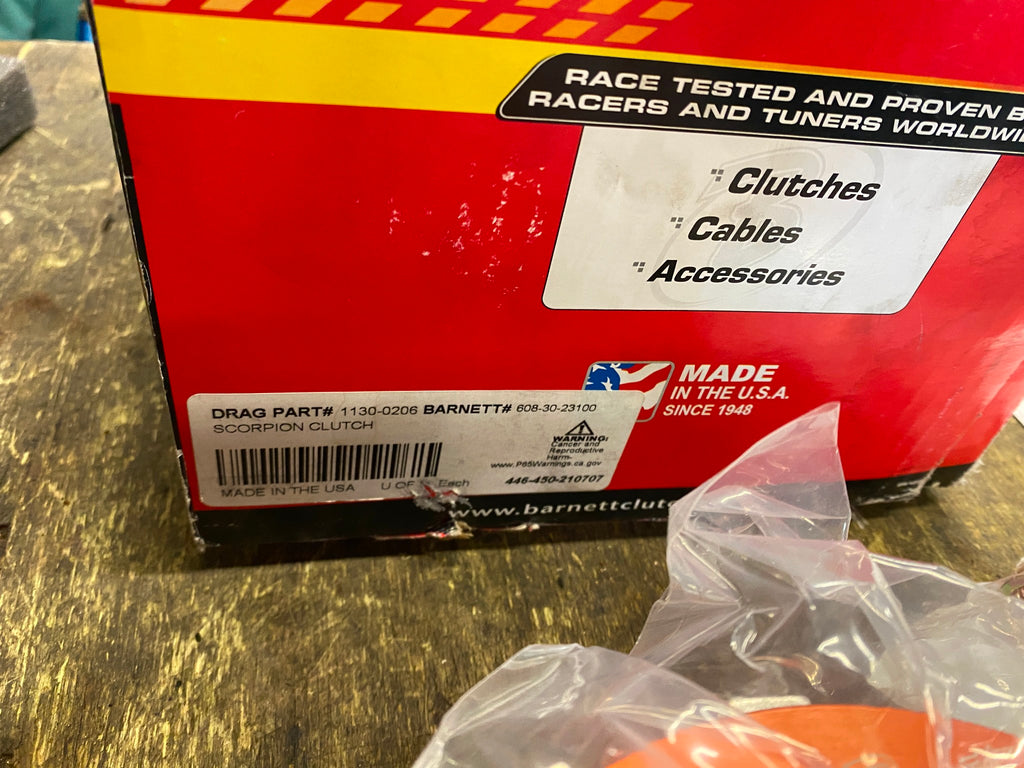 RACE TESTED AND PROVEN B
RACERS AND TUNERS WORLDWI
Clutches
Cables
Accessories
MADE
IN THE U.S.A.
SINCE 1948
DRAG PART# 1130-0206 BARNETT# 608-30-23100
SCORPION CLUTCH
WARNING:
Cancer and
Reproductive
Harm-
www.P65Warnings.ca.gov
MADE IN THE USA U OF Each
446-450-210707
www.barnettclut